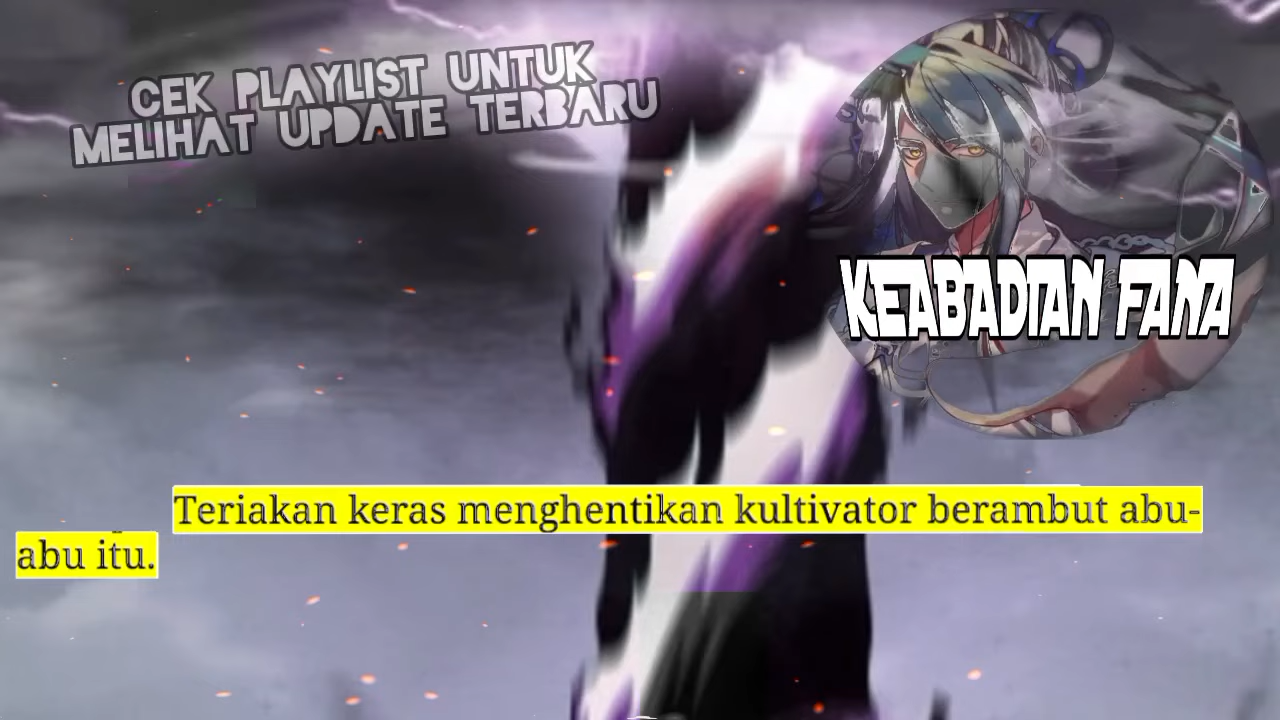 CEK PLAYLIST UNTUK
MELIHAT UPDATE TERBARU
KEABADIAN FANA
Teriakan keras menghentikan kultivator berambut abu-
abu itu.